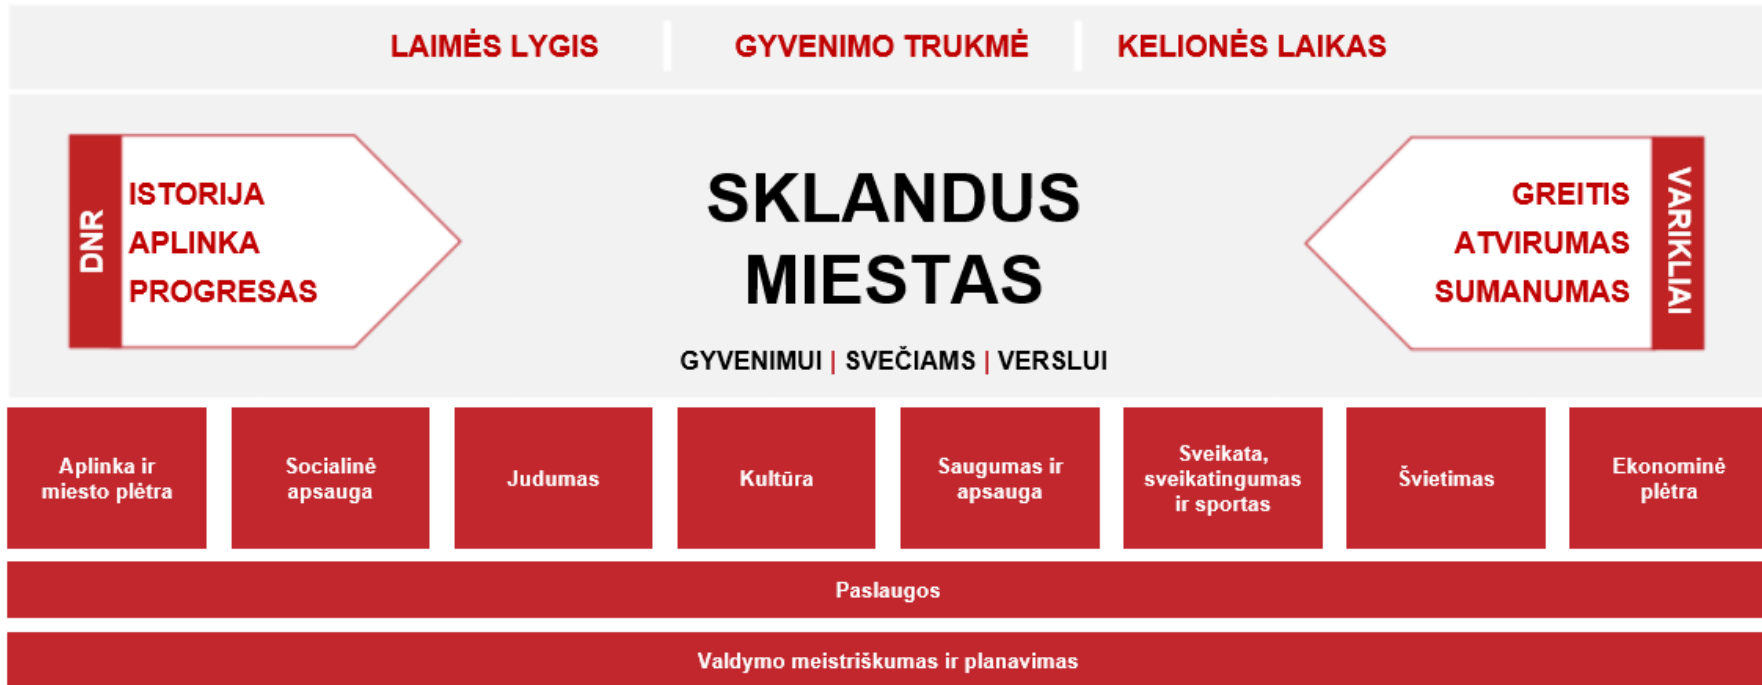 LAIMĖS LYGIS
GYVENIMO TRUKMĖ
KELIONĖS LAIKAS
DNR
ISTORIJA
APLINKA
PROGRESAS
SKLANDUS
MIESTAS
GYVENIMUI | SVEČIAMS | VERSLUI
GREITIS
ATVIRUMAS
SUMANUMAS
VARIKLIAI
Aplinka ir
miesto plėtra
Socialinė
apsauga
Judumas
Kultūra
Saugumas ir
apsauga
Sveikata,
sveikatingumas
ir sportas
Švietimas
Ekonominė
plėtra
Paslaugos
Valdymo meistriškumas ir planavimas